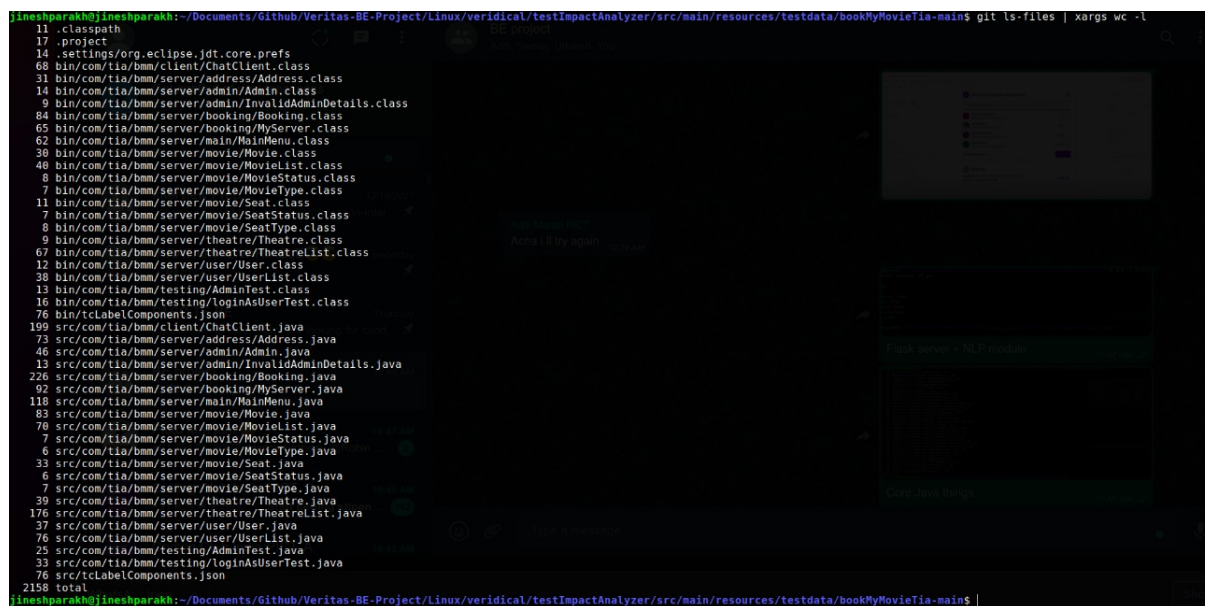 jineshparakh@jineshparakh:~/Documents/Github/Veritas-BE-Project/Linux/veridical/testImpactAnalyzer/src/main/resources/testdata/bookMyMovieTia-main$ git ls-files | xargs wc -l
11 .classpath
17 .project
14 .settings/org.eclipse.jdt.core.prefs
68 bin/com/tia/bmm/client/ChatClient.class
31 bin/com/tia/bmm/server/address/Address.class
14 bin/com/tia/bmm/server/admin/Admin.class
9 bin/com/tia/bmm/server/admin/InvalidAdminDetails.class
84 bin/com/tia/bmm/server/booking/Booking.class
65 bin/com/tia/bmm/server/booking/MyServer.class
62 bin/com/tia/bmm/server/main/MainMenu.class
30 bin/com/tia/bmm/server/movie/Movie.class
40 bin/com/tia/bmm/server/movie/MovieList.class
8 bin/com/tia/bmm/server/movie/MovieStatus.class
7 bin/com/tia/bmm/server/movie/MovieType.class
11 bin/com/tia/bmm/server/movie/Seat.class
7 bin/com/tia/bmm/server/movie/SeatStatus.class
8 bin/com/tia/bmm/server/movie/SeatType.class
9 bin/com/tia/bmm/server/theatre/Theatre.class
67 bin/com/tia/bmm/server/theatre/TheatreList.class
12 bin/com/tia/bmm/server/user/User.class
38 bin/com/tia/bmm/server/user/UserList.class
13 bin/com/tia/bmm/testing/AdminTest.class
16 bin/com/tia/bmm/testing/loginAsUserTest.class
76 bin/tcLabelComponents.json
199 src/com/tia/bmm/client/ChatClient.java
73 src/com/tia/bmm/server/address/Address.java
46 src/com/tia/bmm/server/admin/Admin.java
13 src/com/tia/bmm/server/admin/InvalidAdminDetails.java
226 src/com/tia/bmm/server/booking/Booking.java
92 src/com/tia/bmm/server/booking/MyServer.java
118 src/com/tia/bmm/server/main/MainMenu.java
83 src/com/tia/bmm/server/movie/Movie.java
70 src/com/tia/bmm/server/movie/MovieList.java
7 src/com/tia/bmm/server/movie/MovieStatus.java
6 src/com/tia/bmm/server/movie/MovieType.java
33 src/com/tia/bmm/server/movie/Seat.java
6 src/com/tia/bmm/server/movie/SeatStatus.java
7 src/com/tia/bmm/server/movie/SeatType.java
39 src/com/tia/bmm/server/theatre/Theatre.java
176 src/com/tia/bmm/server/theatre/TheatreList.java
37 src/com/tia/bmm/server/user/User.java
76 src/com/tia/bmm/server/user/UserList.java
25 src/com/tia/bmm/testing/AdminTest.java
33 src/com/tia/bmm/testing/loginAsUserTest.java
76 src/tcLabelComponents.json
2158 total
jineshparakh@jineshparakh:~/Documents/Github/Veritas-BE-Project/Linux/veridical/testImpactAnalyzer/src/main/resources/testdata/bookMyMovieTia-main$
BE project
Acha i ll try again
Flask server + NLP module
Core Java things
Type a message